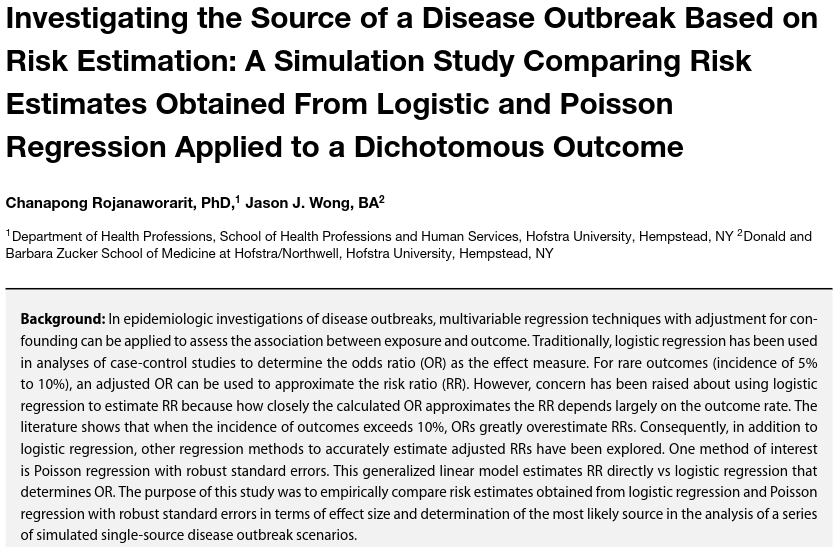 Investigating the Source of a Disease Outbreak Based on
Risk Estimation: A Simulation Study Comparing Risk
Estimates Obtained From Logistic and Poisson
Regression Applied to a Dichotomous Outcome
Chanapong Rojanaworarit, PhD,1 Jason J. Wong, BA2
1Department of Health Professions, School of Health Professions and Human Services, Hofstra University, Hempstead, NY 2Donald and
Barbara Zucker School of Medicine at Hofstra/Northwell, Hofstra University, Hempstead, NY
Background: In epidemiologic investigations of disease outbreaks, multivariable regression techniques with adjustment for con-
founding can be applied to assess the association between exposure and outcome. Traditionally, logistic regression has been used
in analyses of case-control studies to determine the odds ratio (OR) as the effect measure. For rare outcomes (incidence of 5%
to 10%), an adjusted OR can be used to approximate the risk ratio (RR). However, concern has been raised about using logistic
regression to estimate RR because how closely the calculated OR approximates the RR depends largely on the outcome rate. The
literature shows that when the incidence of outcomes exceeds 10%, ORs greatly overestimate RRs. Consequently, in addition to
logistic regression, other regression methods to accurately estimate adjusted RRs have been explored. One method of interest
is Poisson regression with robust standard errors. This generalized linear model estimates RR directly vs logistic regression that
determines OR. The purpose of this study was to empirically compare risk estimates obtained from logistic regression and Poisson
regression with robust standard errors in terms of effect size and determination of the most likely source in the analysis of a series
of simulated single-source disease outbreak scenarios.